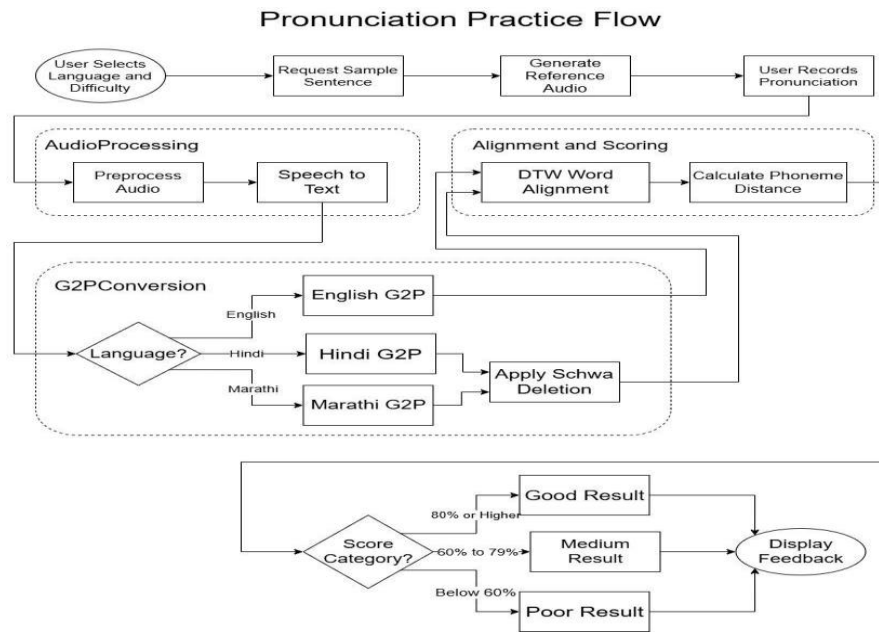 Pronunciation Practice Flow
User Selects
Language and
Difficulty
Request Sample
Sentence
Generate
Reference
Audio
User Records
Pronunciation
AudioProcessing
Preprocess
Audio
Speech to
Text
Alignment and Scoring
DTW Word
Alignment
Calculate Phoneme
Distance
G2PConversion
Language?
English
English G2P
Hindi
Hindi G2P
Marathi
Marathi G2P
Apply Schwa
Deletion
Score
Category?
80% or Higher
Good Result
60% to 79%
Medium
Result
Below 60%
Poor Result
Display
Feedback